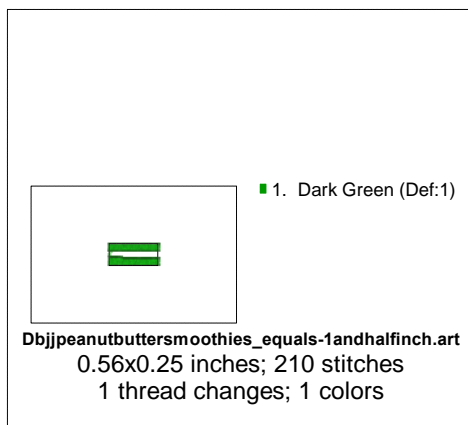 1. Dark Green (Def:1)
Dbjjpeanutbuttersmoothies_equals-1andhalfinch.art
0.56x0.25 inches; 210 stitches
1 thread changes; 1 colors